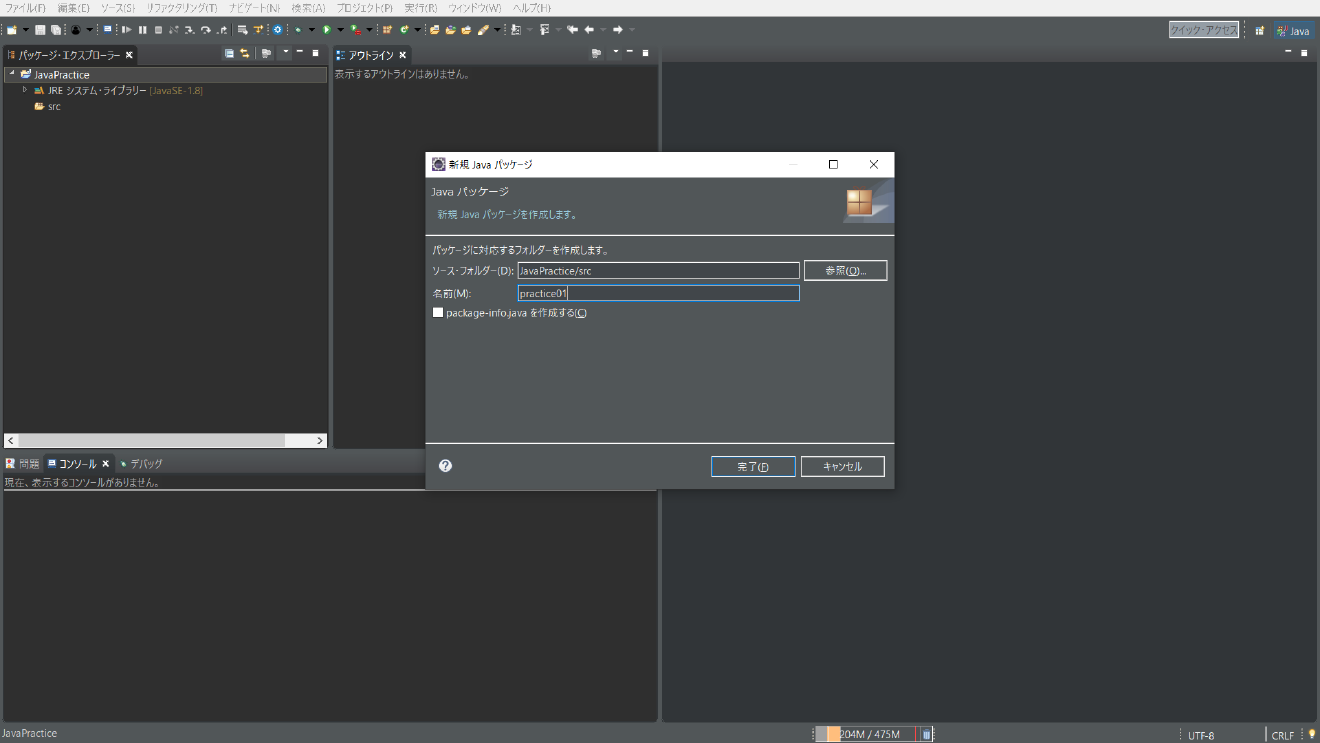 ファイル(F) 編集(E) ソース(S) リファクタリング(T) ナビゲート(N) 検索(A) プロジェクト(P) 実行(R) ウィンドウ(W) ヘルプ(H)
クイック・アクセス
Java
パッケージ・エクスプローラー
アウトライン
JavaPractice
表示するアウトラインはありません。
JRE システム・ライブラリー [JavaSE-1.8]
src
新規 Java パッケージ
Java パッケージ
新規 Java パッケージを作成します。
パッケージに対応するフォルダーを作成します。
ソース・フォルダー(D): JavaPractice/src 参照(O)...
名前(M): practice01
package-info.java を作成する(C)
完了(F) キャンセル
問題 コンソール デバッグ
現在、表示するコンソールがありません。
JavaPractice 204M / 475M UTF-8 CRLF